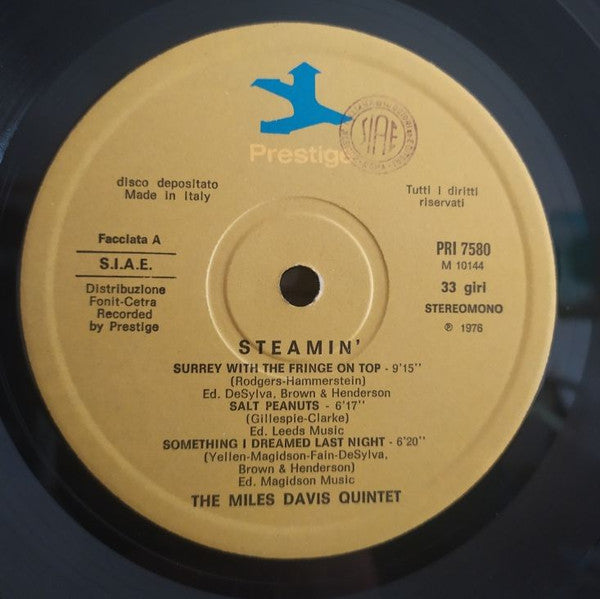 Prestige
SIAE
disco depositato
Made in Italy
Tutti i diritti
riservati
Facciata A
S.I.A.E.
Distribuzione
Fonit-Cetra
Recorded
by Prestige
PRI 7580
M 10144
33 giri
STEREOMONO
℗ 1976
STEAMIN'
SURREY WITH THE FRINGE ON TOP - 9'15''
(Rodgers-Hammerstein)
Ed. DeSylva, Brown & Henderson
SALT PEANUTS - 6'17''
(Gillespie-Clarke)
Ed. Leeds Music
SOMETHING I DREAMED LAST NIGHT - 6'20''
(Yellen-Magidson-Fain-DeSylva,
Brown & Henderson)
Ed. Magidson Music
THE MILES DAVIS QUINTET